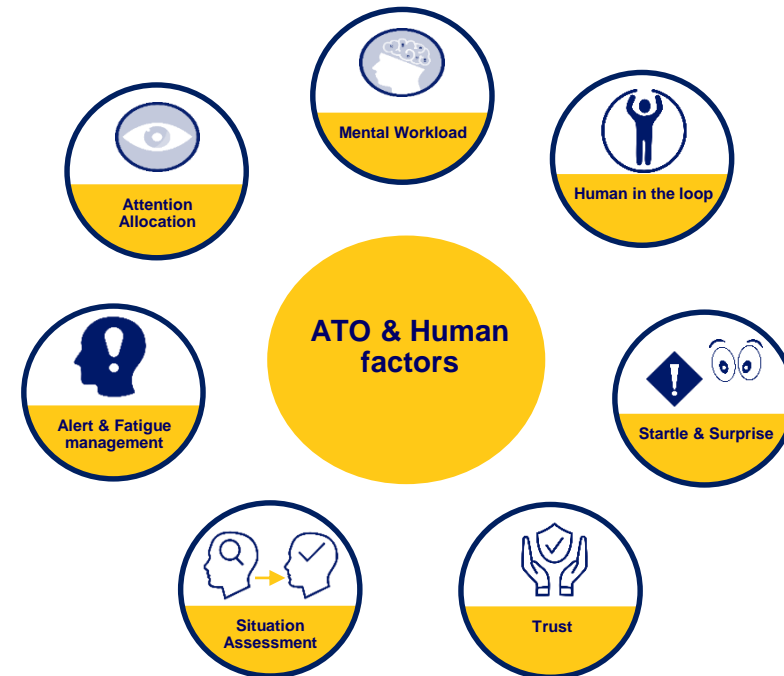 Mental Workload
Attention
Allocation
Human in the loop
ATO & Human
factors
Alert & Fatigue
management
Startle & Surprise
Situation
Assessment
Trust